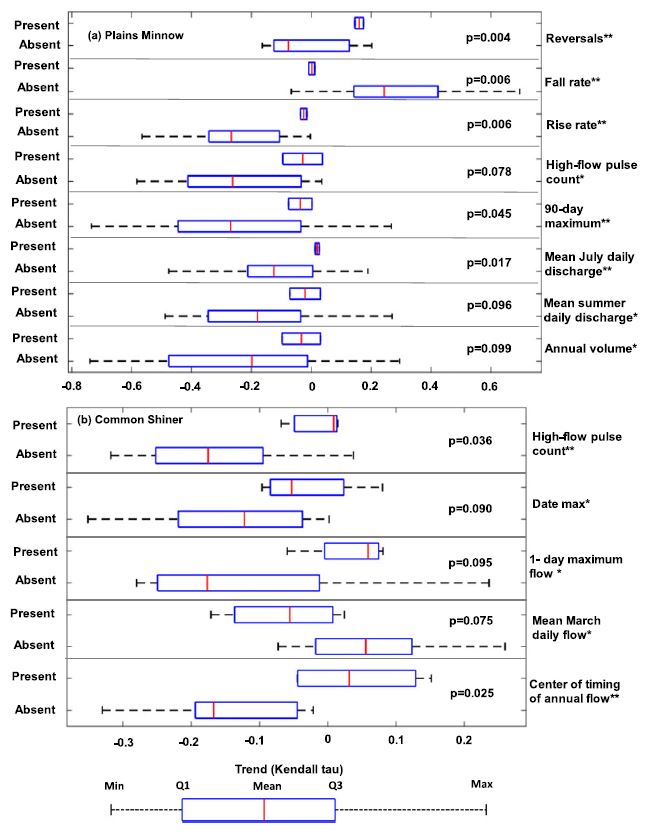 (a) Plains Minnow
Present
Absent
p=0.004
Reversals**
Present
Absent
p=0.006
Fall rate**
Present
Absent
p=0.006
Rise rate**
Present
Absent
p=0.078
High-flow pulse
count*
Present
Absent
p=0.045
90-day
maximum**
Present
Absent
p=0.017
Mean July daily
discharge**
Present
Absent
p=0.096
Mean summer
daily discharge*
Present
Absent
p=0.099
Annual volume*
-0.8 -0.6 -0.4 -0.2 0 0.2 0.4 0.6
(b) Common Shiner
Present
Absent
p=0.036
High-flow pulse
count**
Present
Absent
p=0.090
Date max*
Present
Absent
p=0.095
1- day maximum
flow *
Present
Absent
p=0.075
Mean March
daily flow*
Present
Absent
p=0.025
Center of timing
of annual flow**
-0.3 -0.2 -0.1 0 0.1 0.2
Trend (Kendall tau)
Min Q1 Mean Q3 Max